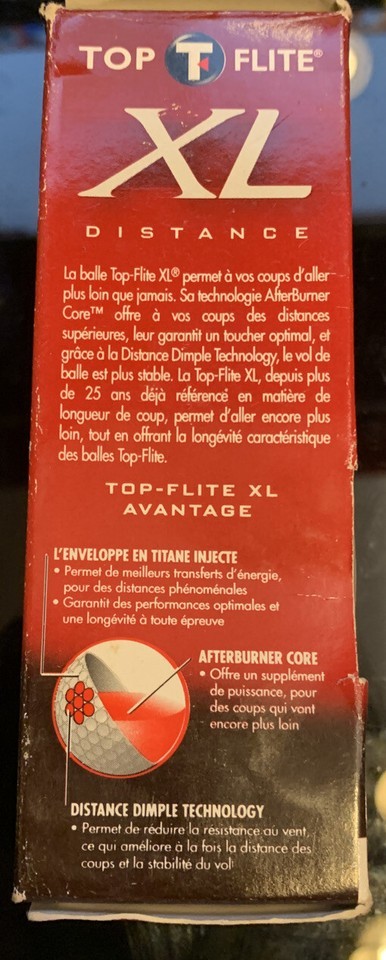 TOP T FLITE®
XL
DISTANCE
La balle Top-Flite XL® permet à vos coups d'aller
plus loin que jamais. Sa technologie AfterBurner
Core™ offre à vos coups des distances
supérieures, leur garantit un toucher optimal, et
grâce à la Distance Dimple Technology, le vol de
balle est plus stable. La Top-Flite XL, depuis plus
de 25 ans déjà référence en matière de
longueur de coup, permet d'aller encore plus
loin, tout en offrant la longévité caractéristique
des balles Top-Flite.
TOP-FLITE XL
AVANTAGE
L'ENVELOPPE EN TITANE INJECTE
• Permet de meilleurs transferts d'énergie,
pour des distances phénoménales
• Garantit des performances optimales et
une longévité à toute épreuve
AFTERBURNER CORE
• Offre un supplément
de puissance, pour
des coups qui vont
encore plus loin
DISTANCE DIMPLE TECHNOLOGY
• Permet de réduire la résistance au vent,
ce qui améliore à la fois la distance des
coups et la stabilité du vol